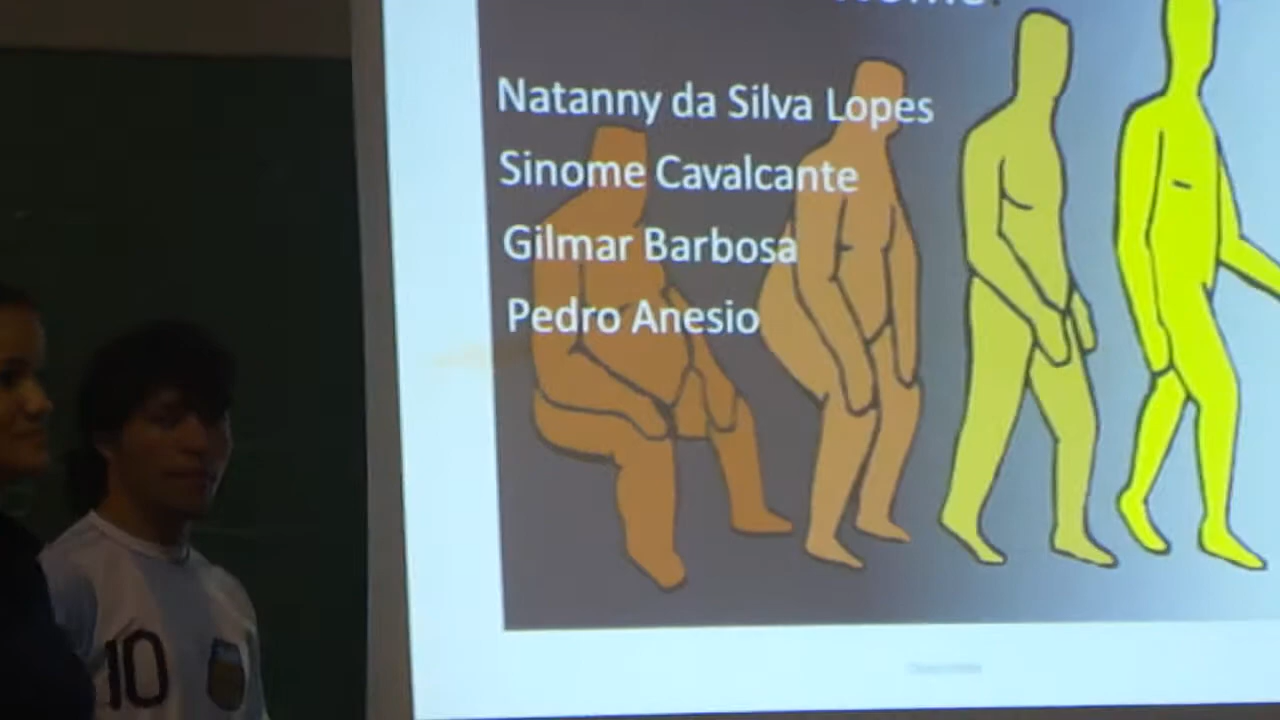 Natanny da Silva Lopes
Sinome Cavalcante
Gilmar Barbosa
Pedro Anesio
10